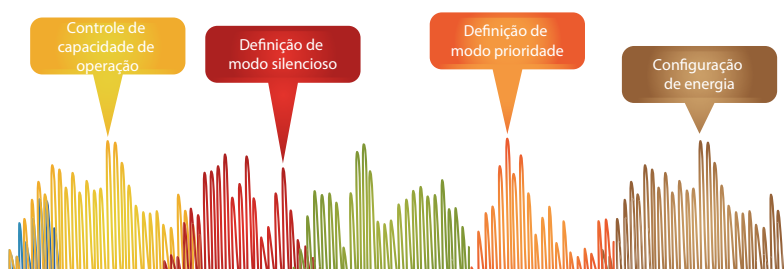 Controle de
capacidade de
operação
Definição de
modo silencioso
Definição de
modo prioridade
Configuração
de energia